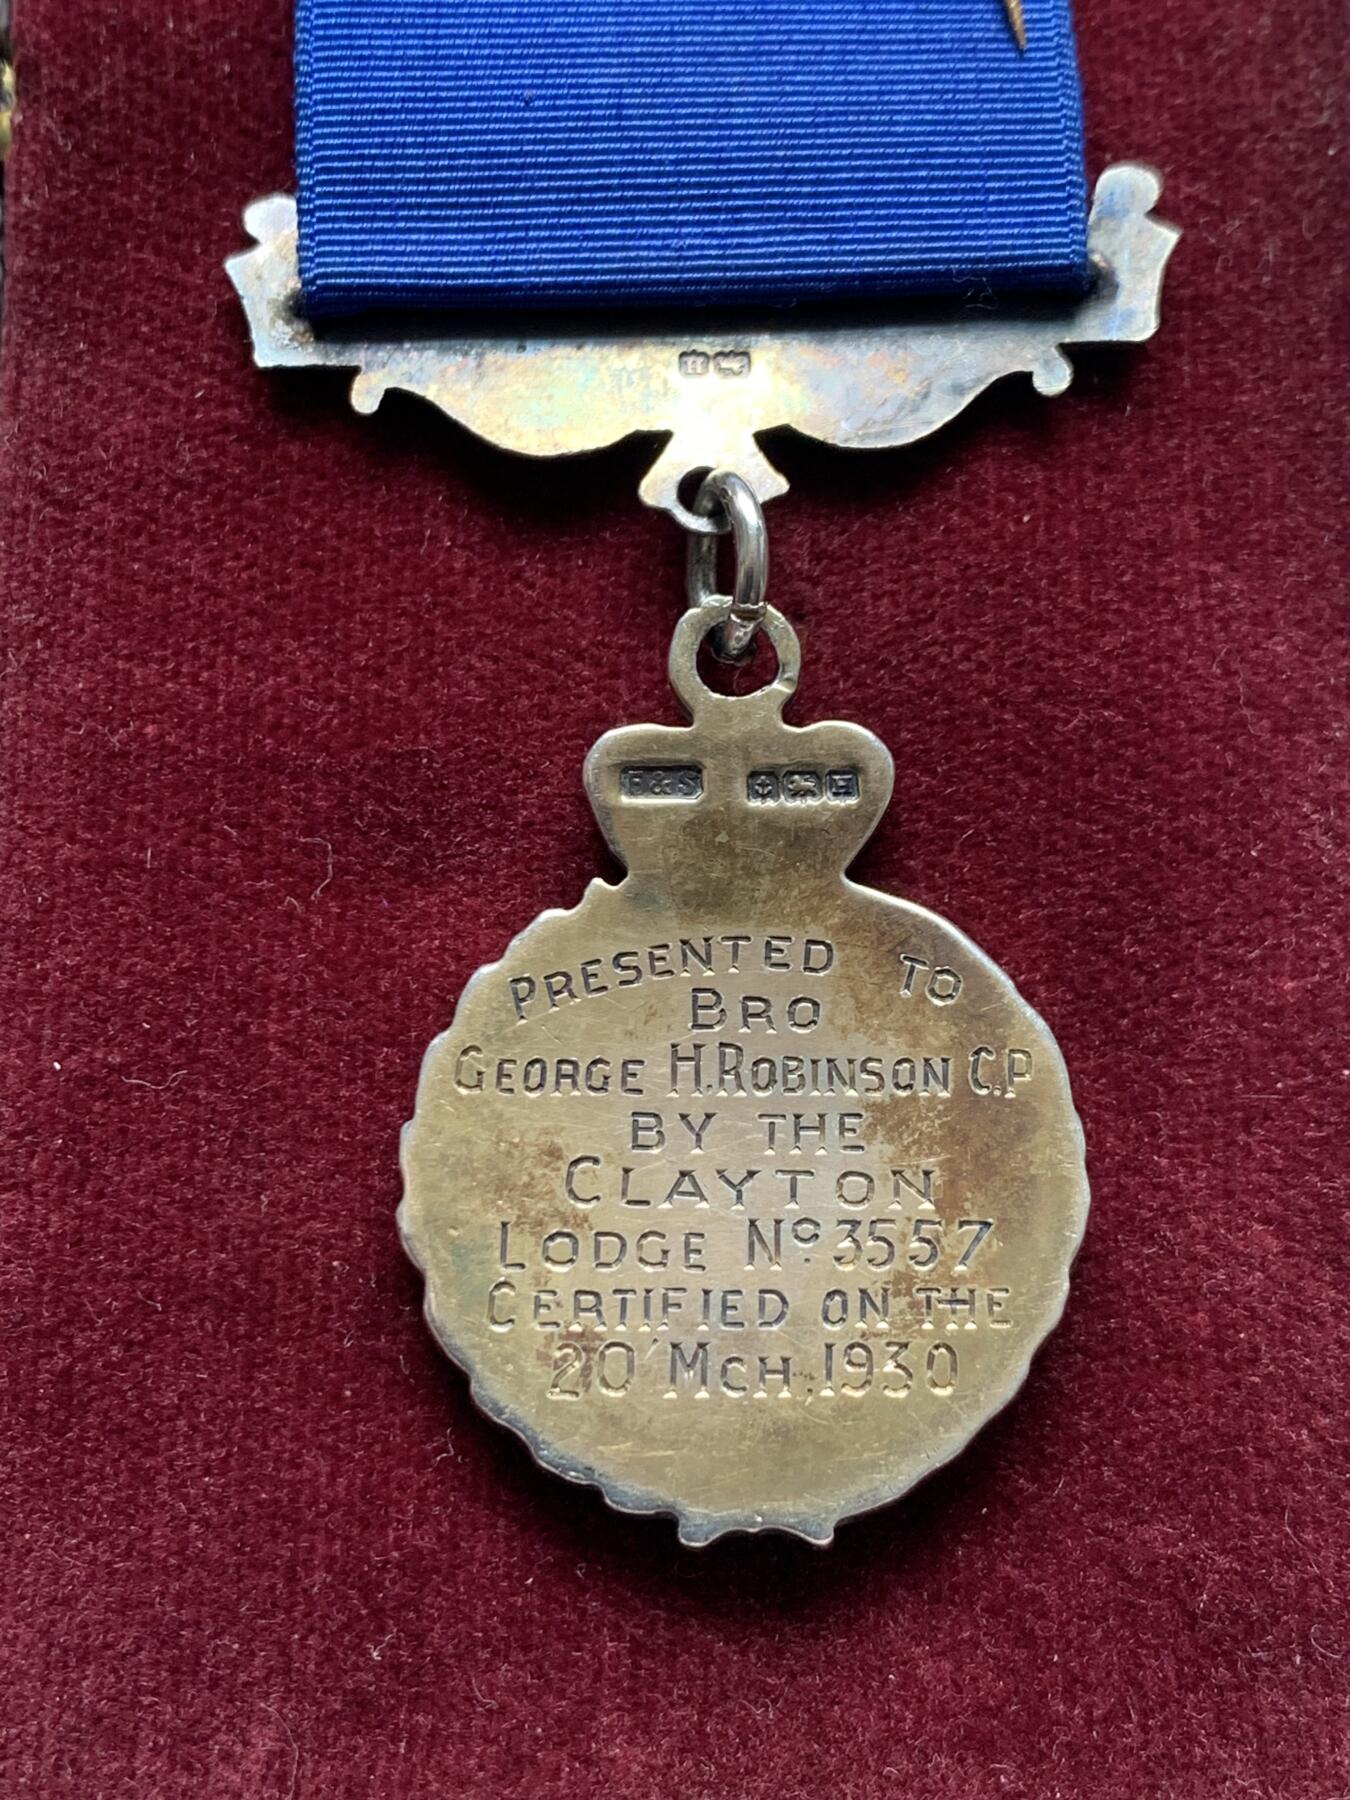 H
F & S H
PRESENTED TO
BRO
GEORGE H. ROBINSON C.P
BY THE
CLAYTON
LODGE No. 3557
CERTIFIED ON THE
20' MCH, 1930